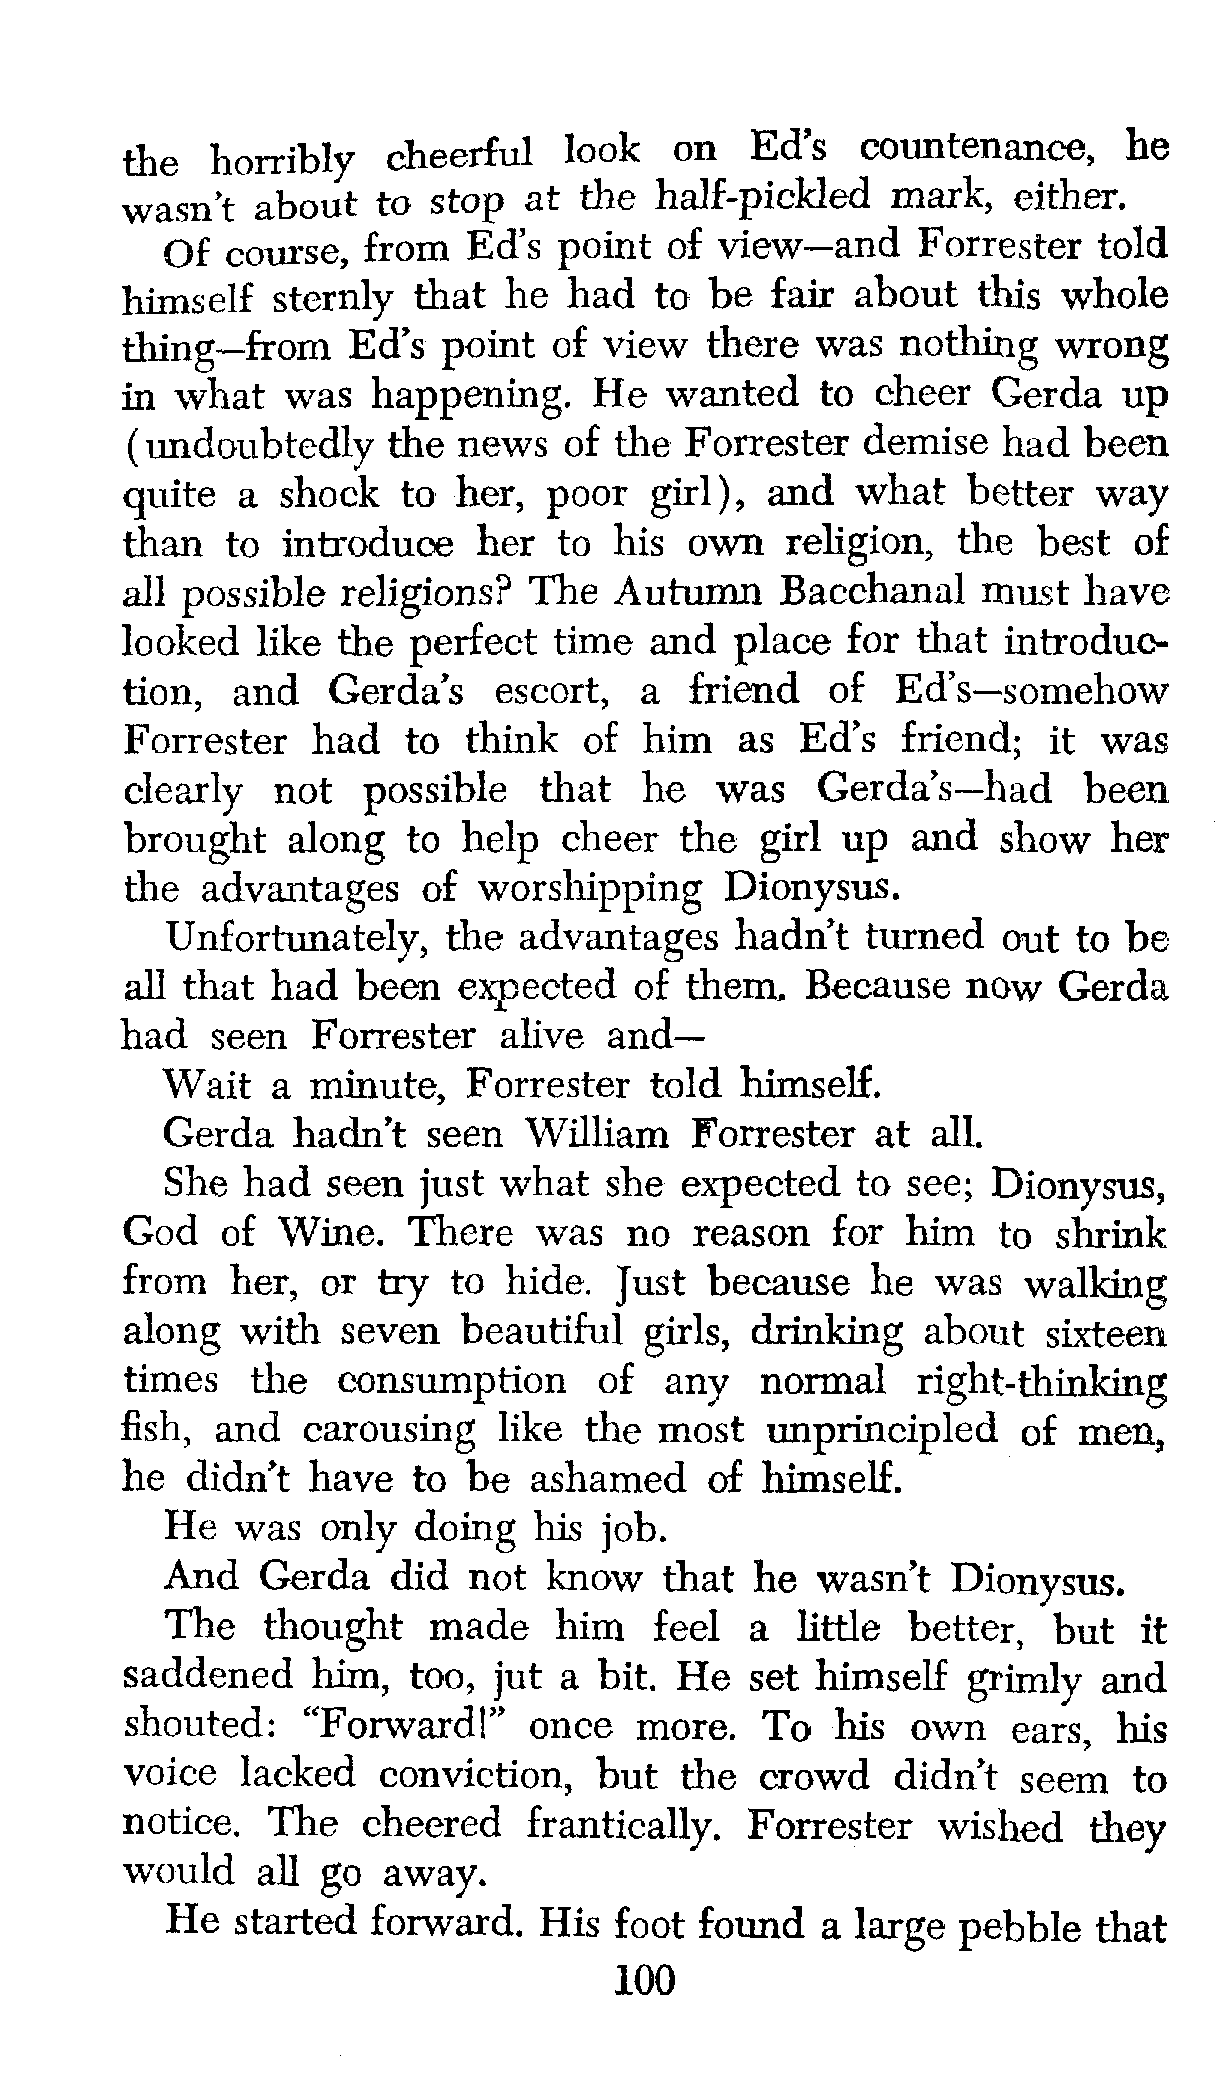 the horribly cheerful look on Ed's countenance, he
wasn't about to stop at the half-pickled mark, either.
Of course, from Ed's point of view—and Forrester told
himself sternly that he had to be fair about this whole
thing—from Ed's point of view there was nothing wrong
in what was happening. He wanted to cheer Gerda up
(undoubtedly the news of the Forrester demise had been
quite a shock to her, poor girl), and what better way
than to introduce her to his own religion, the best of
all possible religions? The Autumn Bacchanal must have
looked like the perfect time and place for that introduc-
tion, and Gerda's escort, a friend of Ed's—somehow
Forrester had to think of him as Ed's friend; it was
clearly not possible that he was Gerda's—had been
brought along to help cheer the girl up and show her
the advantages of worshipping Dionysus.
Unfortunately, the advantages hadn't turned out to be
all that had been expected of them. Because now Gerda
had seen Forrester alive and—
Wait a minute, Forrester told himself.
Gerda hadn't seen William Forrester at all.
She had seen just what she expected to see; Dionysus,
God of Wine. There was no reason for him to shrink
from her, or try to hide. Just because he was walking
along with seven beautiful girls, drinking about sixteen
times the consumption of any normal right-thinking
fish, and carousing like the most unprincipled of men,
he didn't have to be ashamed of himself.
He was only doing his job.
And Gerda did not know that he wasn't Dionysus.
The thought made him feel a little better, but it
saddened him, too, jut a bit. He set himself grimly and
shouted: "Forward!" once more. To his own ears, his
voice lacked conviction, but the crowd didn't seem to
notice. The cheered frantically. Forrester wished they
would all go away.
He started forward. His foot found a large pebble that
100